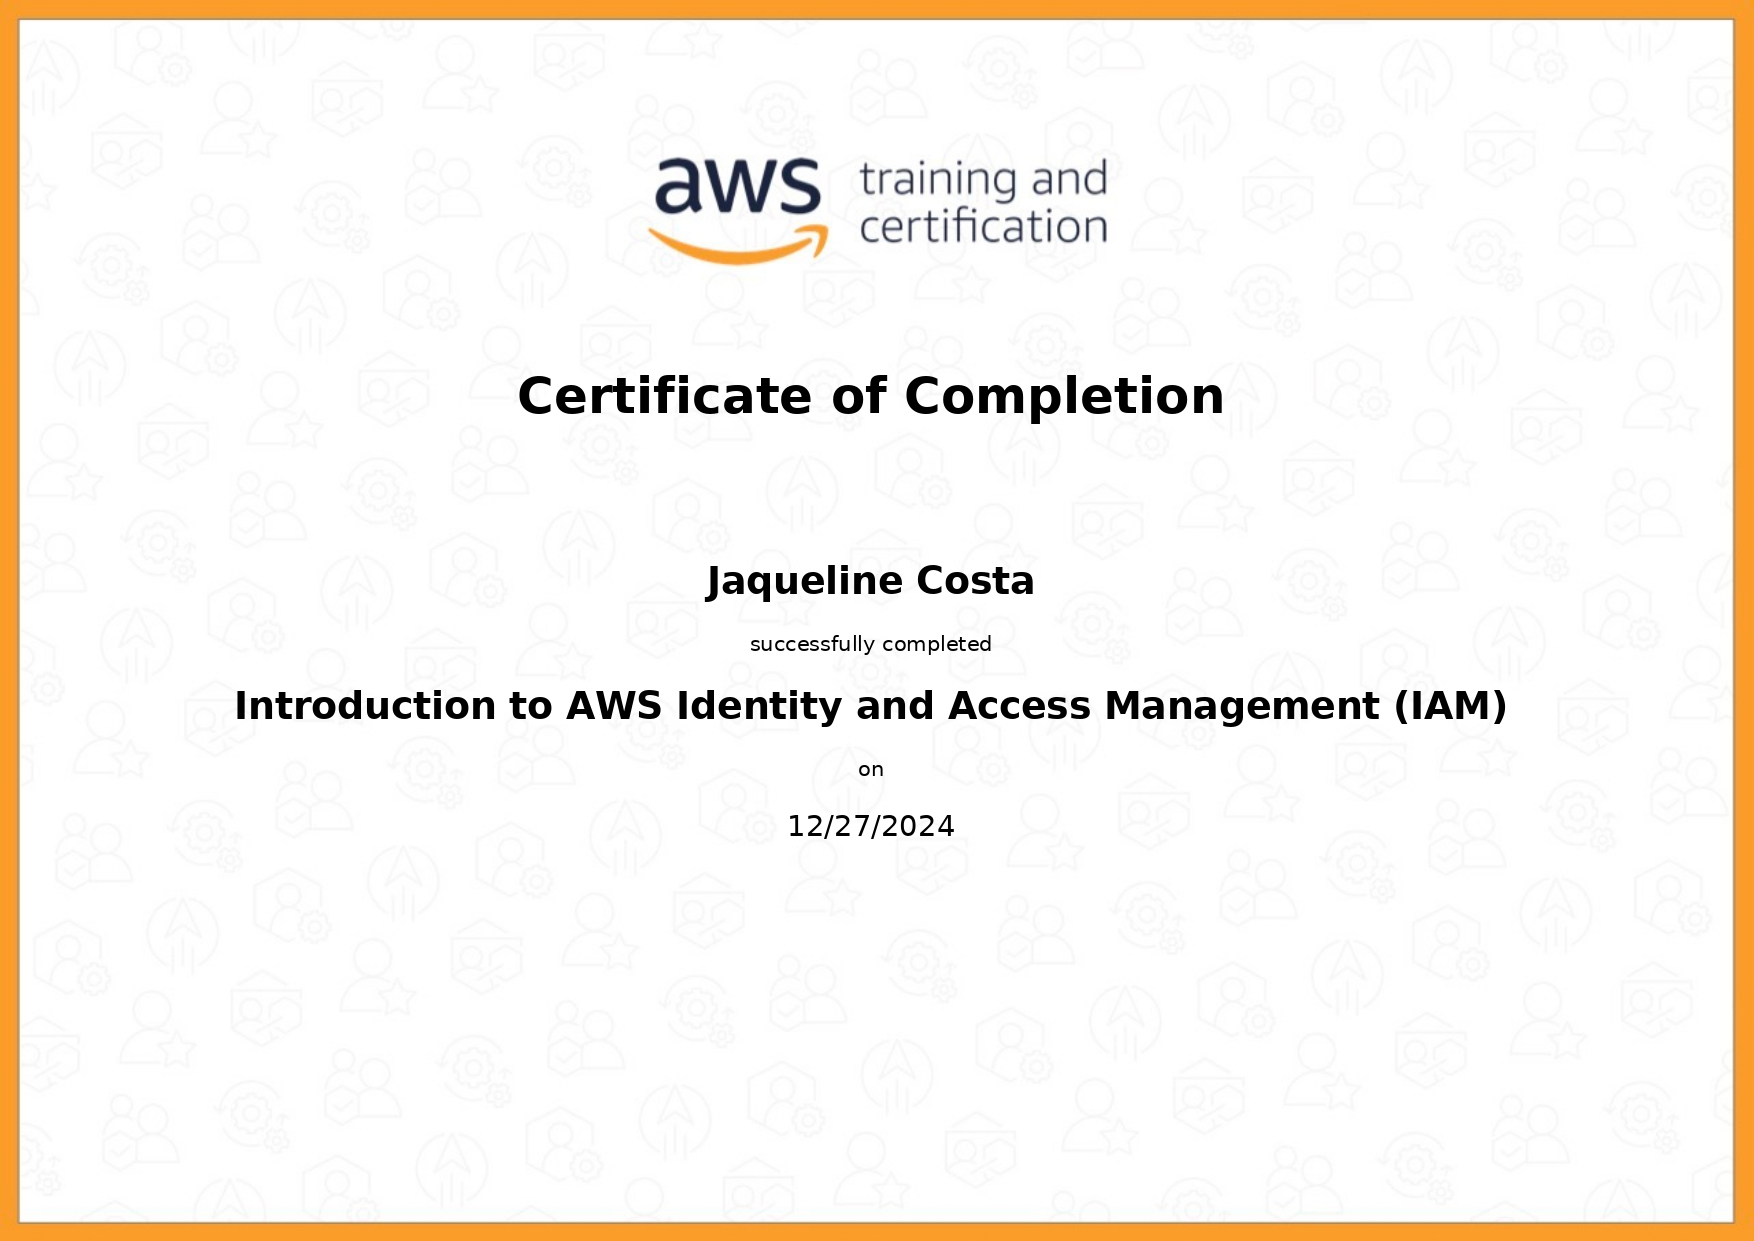 aws training and
certification
Certificate of Completion
Jaqueline Costa
successfully completed
Introduction to AWS Identity and Access Management (IAM)
on
12/27/2024